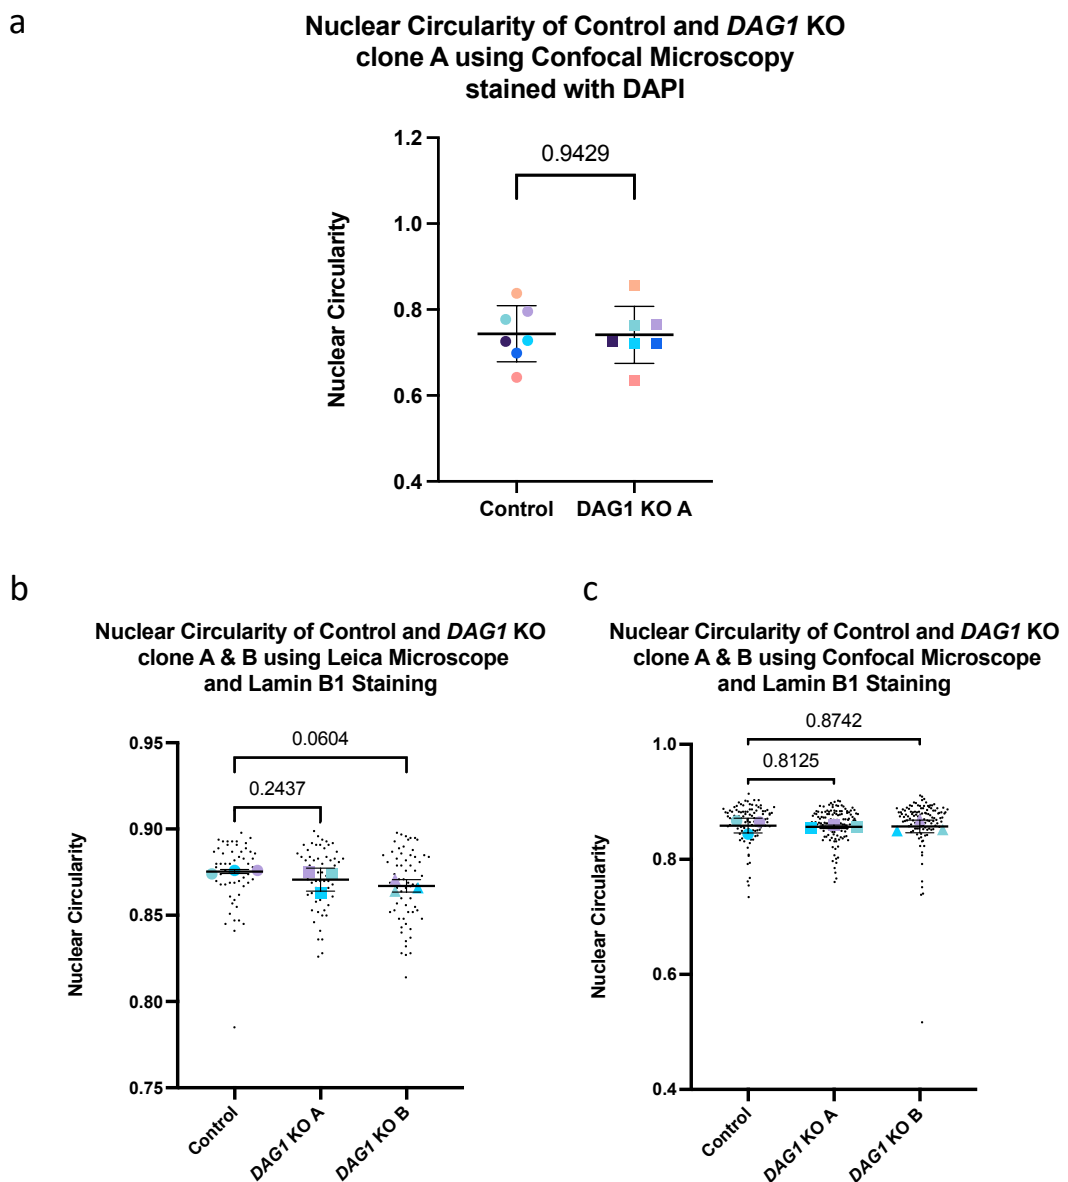 a
Nuclear Circularity of Control and DAG1 KO
clone A using Confocal Microscopy
stained with DAPI
1.2
1.0
0.8
0.6
0.4
Nuclear Circularity
0.9429
Control
DAG1 KO A
b
Nuclear Circularity of Control and DAG1 KO
clone A & B using Leica Microscope
and Lamin B1 Staining
0.95
0.90
0.85
0.80
0.75
Nuclear Circularity
0.0604
0.2437
Control
DAG1 KO A
DAG1 KO B
c
Nuclear Circularity of Control and DAG1 KO
clone A & B using Confocal Microscope
and Lamin B1 Staining
1.0
0.8
0.6
0.4
Nuclear Circularity
0.8742
0.8125
Control
DAG1 KO A
DAG1 KO B